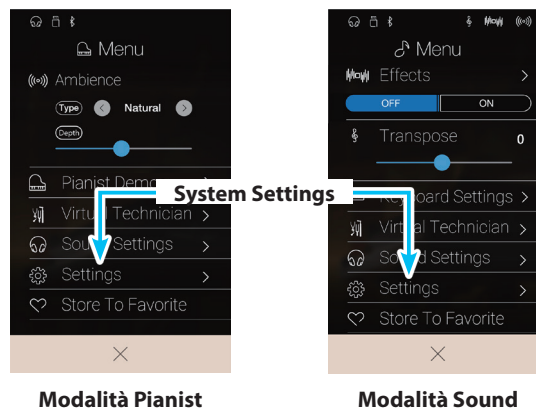 Menu
Ambience
Type Natural
Depth
Pianist Demo
Virtual Technician
Sound Settings
Settings
Store To Favorite
Modalità Pianist
System Settings
Menu
Effects
OFF ON
Transpose 0
Keyboard Settings
Virtual Technician
Sound Settings
Settings
Store To Favorite
Modalità Sound